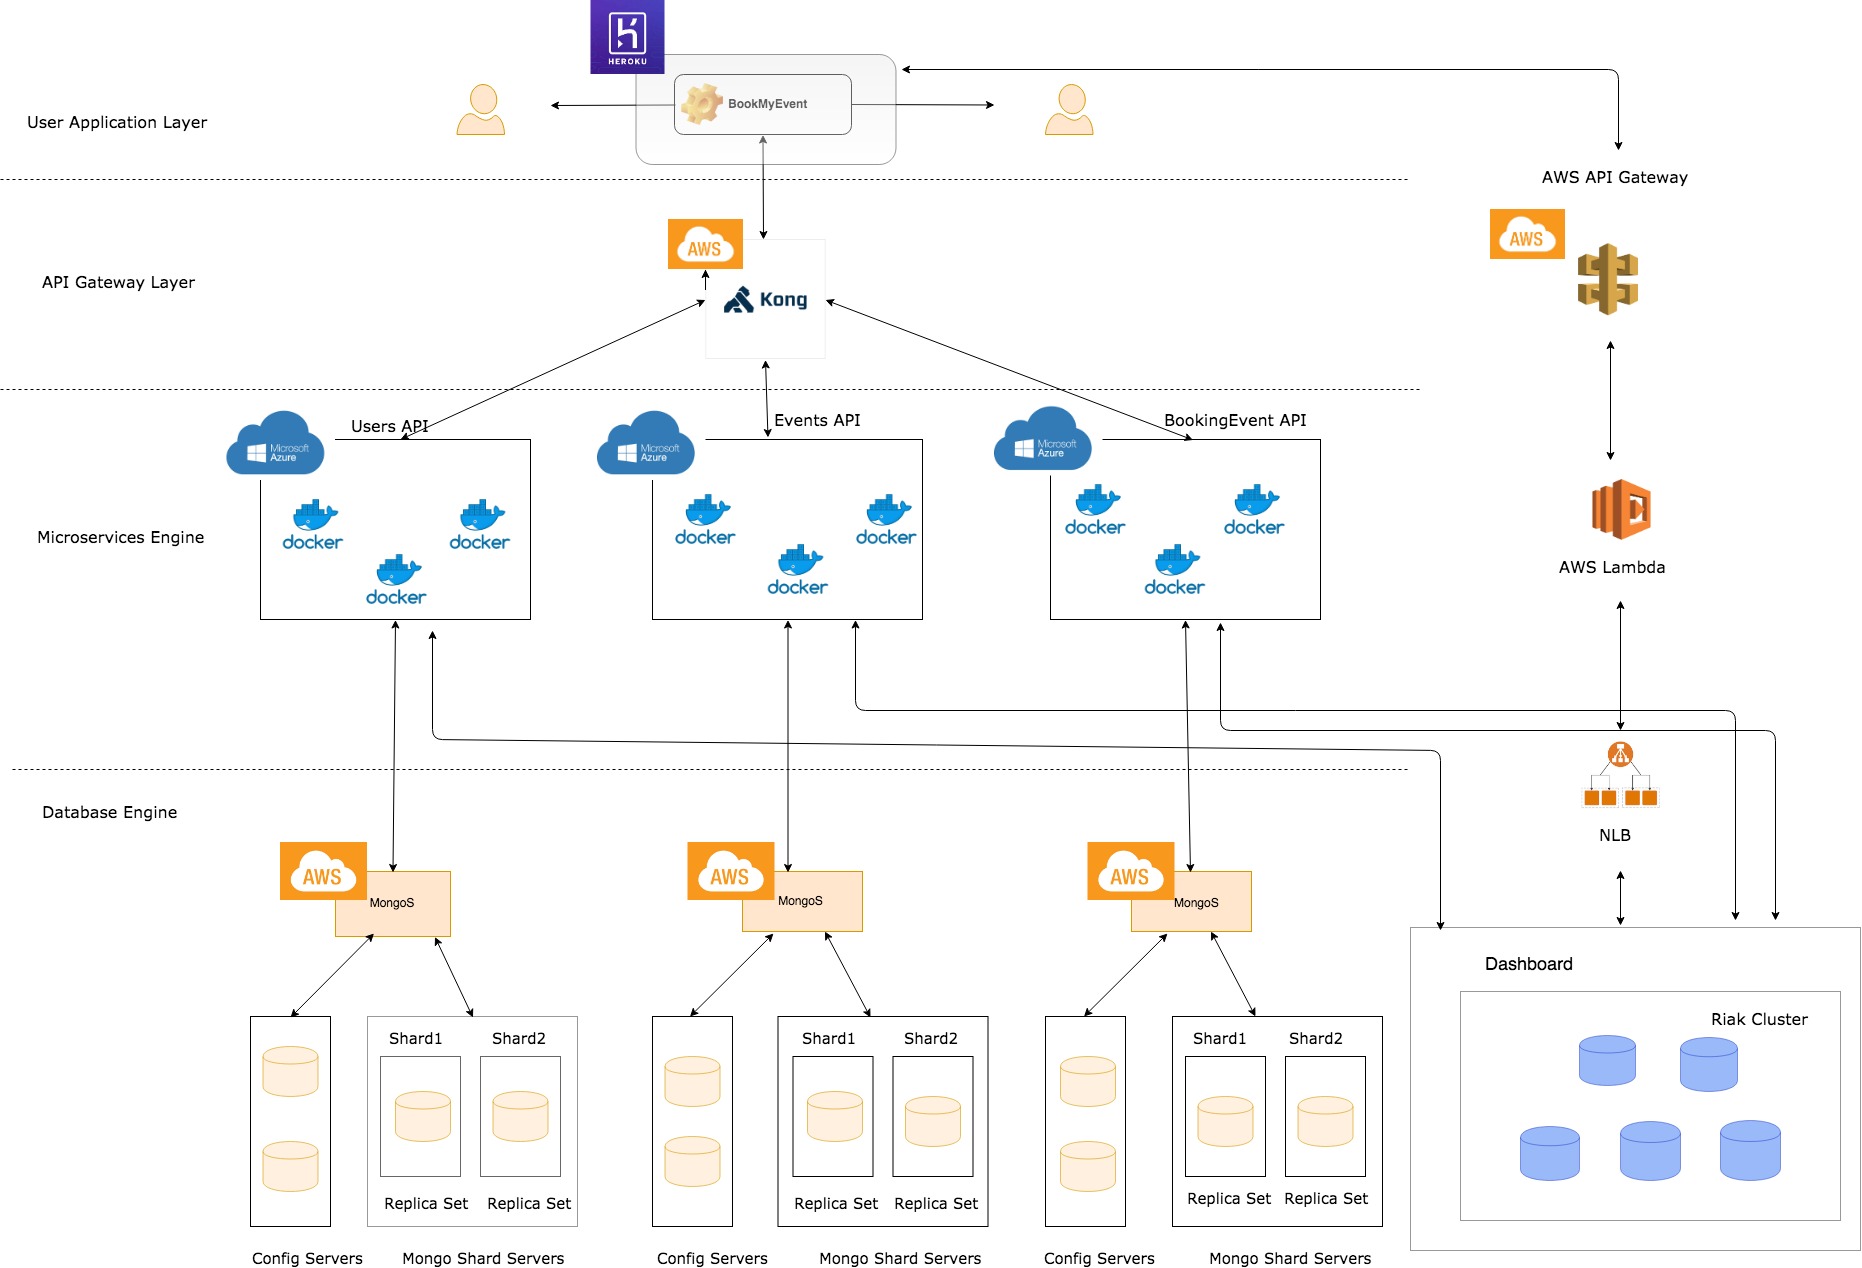 HEROKU
BookMyEvent
User Application Layer
AWS API Gateway
AWS
AWS
API Gateway Layer
Kong
Users API
Events API
BookingEvent API
Microsoft
Azure
Microsoft
Azure
Microsoft
Azure
docker
docker
docker
docker
docker
docker
docker
docker
docker
Microservices Engine
AWS Lambda
Database Engine
NLB
AWS
MongoS
AWS
MongoS
AWS
MongoS
Dashboard
Riak Cluster
Shard1
Shard2
Shard1
Shard2
Shard1
Shard2
Replica Set
Replica Set
Replica Set
Replica Set
Replica Set
Replica Set
Config Servers
Mongo Shard Servers
Config Servers
Mongo Shard Servers
Config Servers
Mongo Shard Servers